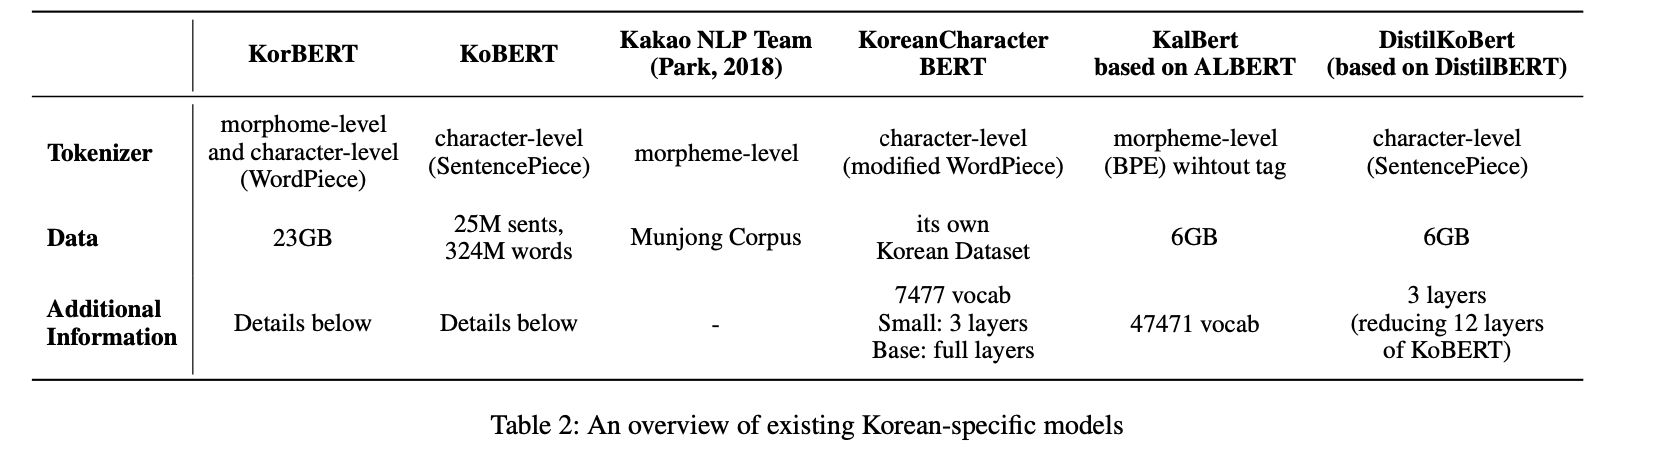 KorBERT KoBERT Kakao NLP Team (Park, 2018) KoreanCharacter BERT KalBert based on ALBERT DistilKoBert (based on DistilBERT)
Tokenizer morphome-level and character-level (WordPiece) character-level (SentencePiece) morpheme-level character-level (modified WordPiece) morpheme-level (BPE) wihtout tag character-level (SentencePiece)
Data 23GB 25M sents, 324M words Munjong Corpus its own Korean Dataset 6GB 6GB
Additional Information Details below Details below - 7477 vocab Small: 3 layers Base: full layers 47471 vocab 3 layers (reducing 12 layers of KoBERT)
Table 2: An overview of existing Korean-specific models